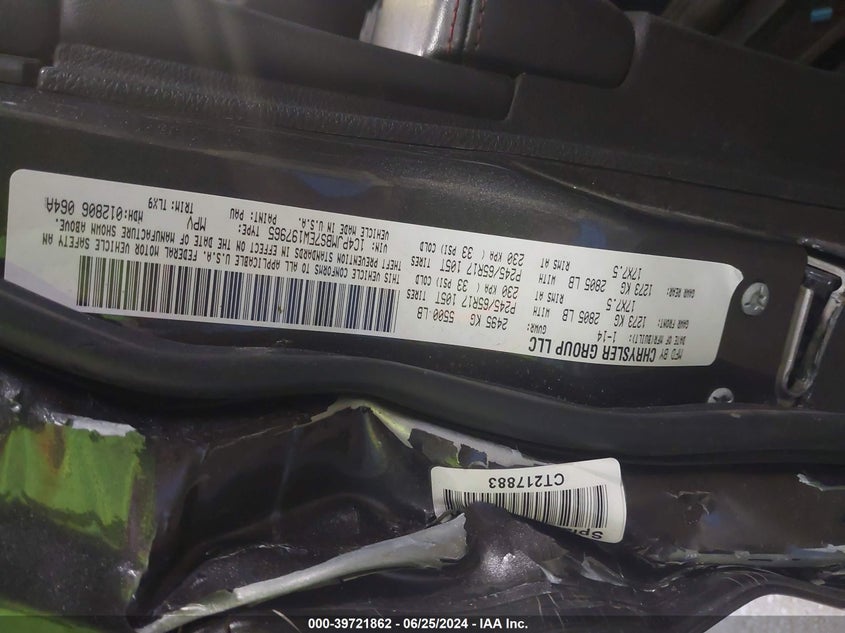 MFD BY
CHRYSLER GROUP LLC
DATE OF MFR/BUILT: 1-14
GVWR: 2495 KG 5500 LB
GAWR FRONT: 1273 KG 2805 LB WITH P245/65R17 105T TIRES
17X7.5 RIMS AT 230 KPA ( 33 PSI) COLD
GAWR REAR: 1273 KG 2805 LB WITH P245/65R17 105T TIRES
17X7.5 RIMS AT 230 KPA ( 33 PSI) COLD
THIS VEHICLE CONFORMS TO ALL APPLICABLE U.S.A. FEDERAL MOTOR VEHICLE SAFETY AN
THEFT PREVENTION STANDARDS IN EFFECT ON THE DATE OF MANUFACTURE SHOWN ABOVE.
VIN: 1C4PJMBS7EW197965 TYPE: MPV MDH:012806 064A
VEHICLE MADE IN U.S.A. PAINT: PAU TRIM: TLX9
CT217883
000-39721862 - 06/25/2024 - IAA Inc.